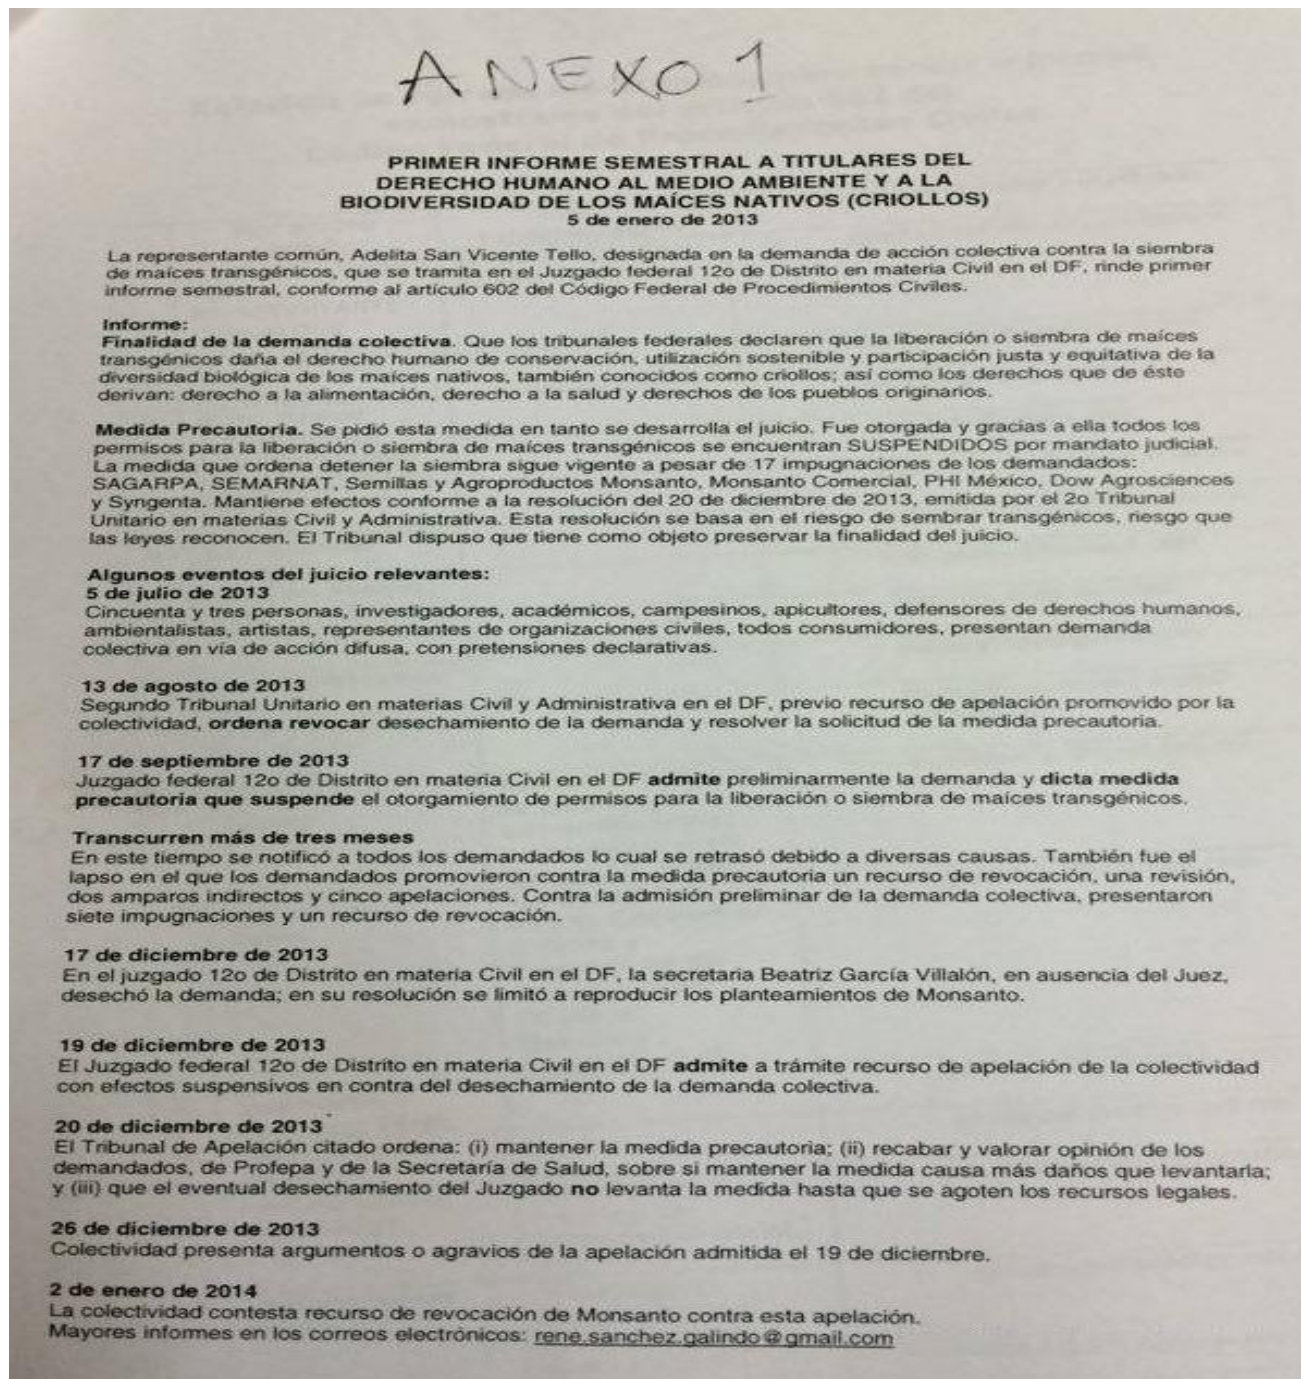 ANEXO 1
PRIMER INFORME SEMESTRAL A TITULARES DEL
DERECHO HUMANO AL MEDIO AMBIENTE Y A LA
BIODIVERSIDAD DE LOS MAÍCES NATIVOS (CRIOLLOS)
5 de enero de 2013
La representante común, Adelita San Vicente Tello, designada en la demanda de acción colectiva contra la siembra
de maíces transgénicos, que se tramita en el Juzgado federal 12o de Distrito en materia Civil en el DF, rinde primer
informe semestral, conforme al artículo 602 del Código Federal de Procedimientos Civiles.
Informe:
Finalidad de la demanda colectiva. Que los tribunales federales declaren que la liberación o siembra de maíces
transgénicos daña el derecho humano de conservación, utilización sostenible y participación justa y equitativa de la
diversidad biológica de los maíces nativos, también conocidos como criollos; así como los derechos que de éste
derivan: derecho a la alimentación, derecho a la salud y derechos de los pueblos originarios.
Medida Precautoria. Se pidió esta medida en tanto se desarrolla el juicio. Fue otorgada y gracias a ella todos los
permisos para la liberación o siembra de maíces transgénicos se encuentran SUSPENDIDOS por mandato judicial.
La medida que ordena detener la siembra sigue vigente a pesar de 17 impugnaciones de los demandados:
SAGARPA, SEMARNAT, Semillas y Agroproductos Monsanto, Monsanto Comercial, PHI México, Dow Agrosciences
y Syngenta. Mantiene efectos conforme a la resolución del 20 de diciembre de 2013, emitida por el 2o Tribunal
Unitario en materias Civil y Administrativa. Esta resolución se basa en el riesgo de sembrar transgénicos, riesgo que
las leyes reconocen. El Tribunal dispuso que tiene como objeto preservar la finalidad del juicio.
Algunos eventos del juicio relevantes:
5 de julio de 2013
Cincuenta y tres personas, investigadores, académicos, campesinos, apicultores, defensores de derechos humanos,
ambientalistas, artistas, representantes de organizaciones civiles, todos consumidores, presentan demanda
colectiva en vía de acción difusa, con pretensiones declarativas.
13 de agosto de 2013
Segundo Tribunal Unitario en materias Civil y Administrativa en el DF, previo recurso de apelación promovido por la
colectividad, ordena revocar desechamiento de la demanda y resolver la solicitud de la medida precautoria.
17 de septiembre de 2013
Juzgado federal 12o de Distrito en materia Civil en el DF admite preliminarmente la demanda y dicta medida
precautoria que suspende el otorgamiento de permisos para la liberación o siembra de maíces transgénicos.
Transcurren más de tres meses
En este tiempo se notificó a todos los demandados lo cual se retrasó debido a diversas causas. También fue el
lapso en el que los demandados promovieron contra la medida precautoria un recurso de revocación, una revisión,
dos amparos indirectos y cinco apelaciones. Contra la admisión preliminar de la demanda colectiva, presentaron
siete impugnaciones y un recurso de revocación.
17 de diciembre de 2013
En el juzgado 12o de Distrito en materia Civil en el DF, la secretaria Beatriz García Villalón, en ausencia del Juez,
desechó la demanda; en su resolución se limitó a reproducir los planteamientos de Monsanto.
19 de diciembre de 2013
El Juzgado federal 12o de Distrito en materia Civil en el DF admite a trámite recurso de apelación de la colectividad
con efectos suspensivos en contra del desechamiento de la demanda colectiva.
20 de diciembre de 2013
El Tribunal de Apelación citado ordena: (i) mantener la medida precautoria; (ii) recabar y valorar opinión de los
demandados, de Profepa y de la Secretaría de Salud, sobre si mantener la medida causa más daños que levantarla;
y (iii) que el eventual desechamiento del Juzgado no levanta la medida hasta que se agoten los recursos legales.
26 de diciembre de 2013
Colectividad presenta argumentos o agravios de la apelación admitida el 19 de diciembre.
2 de enero de 2014
La colectividad contesta recurso de revocación de Monsanto contra esta apelación.
Mayores informes en los correos electrónicos: rene.sanchez.galindo@gmail.com